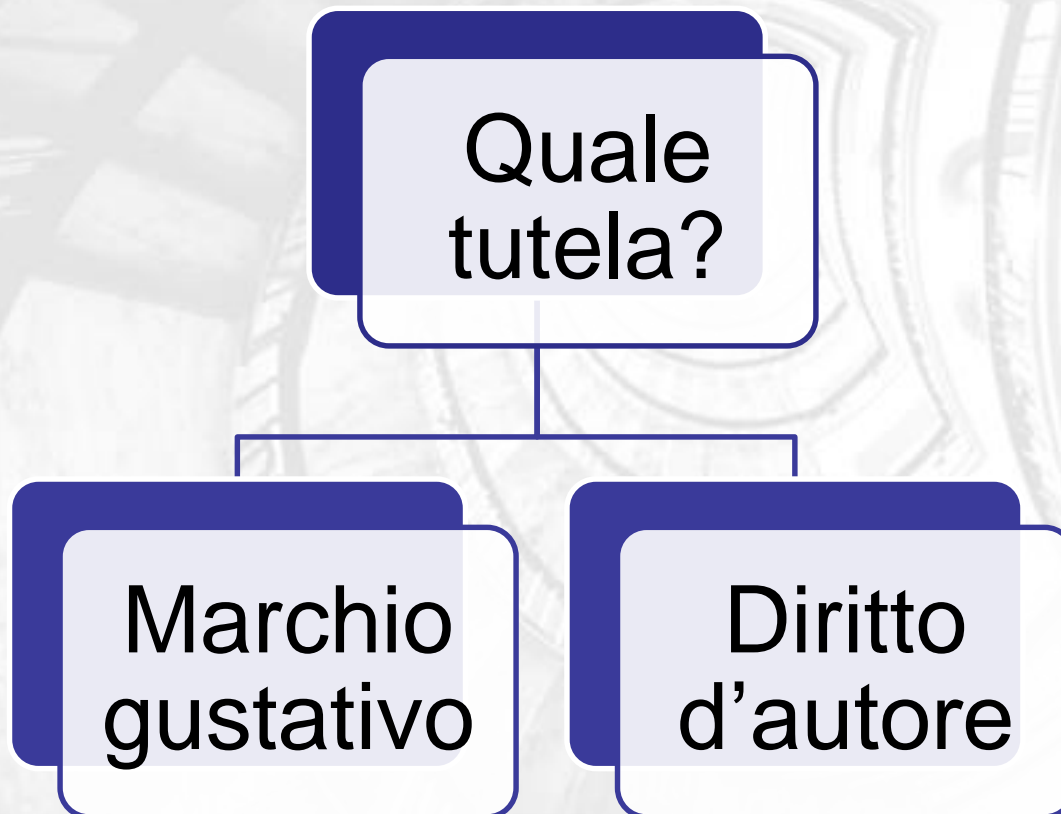 Quale
tutela?
Marchio
gustativo
Diritto
d’autore